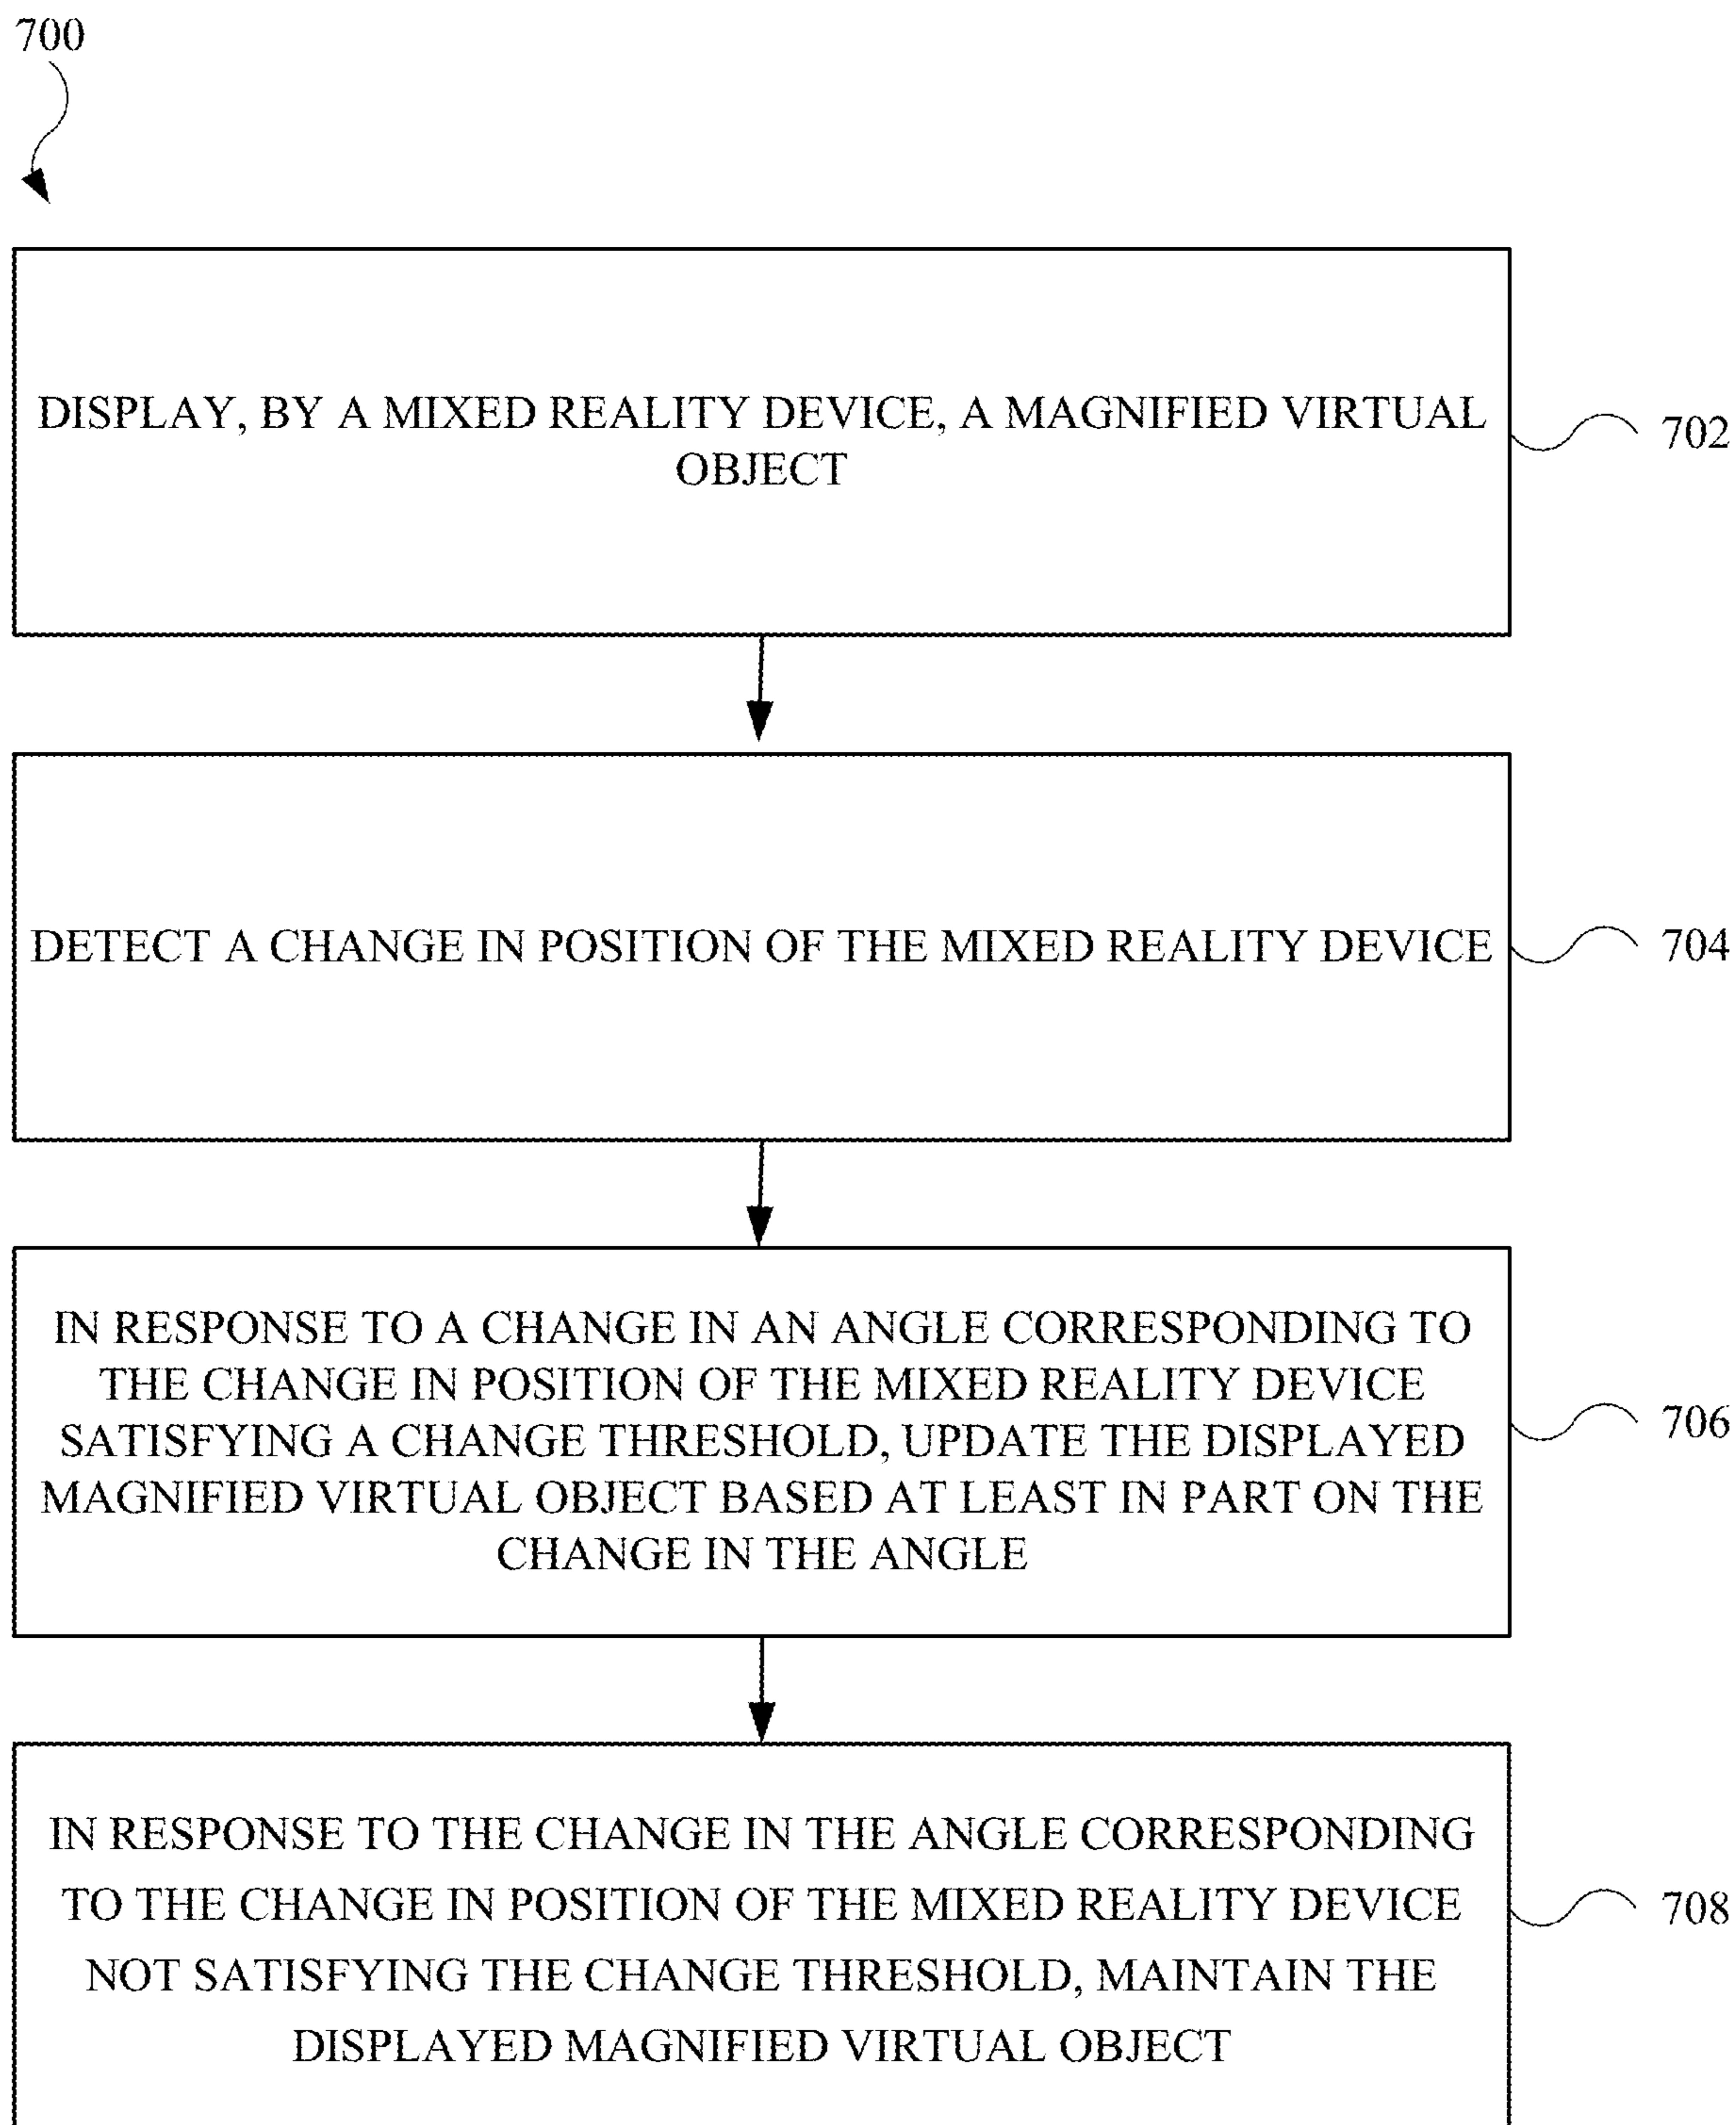 700
DISPLAY, BY A MIXED REALITY DEVICE, A MAGNIFIED VIRTUAL
OBJECT
702
DETECT A CHANGE IN POSITION OF THE MIXED REALITY DEVICE
704
IN RESPONSE TO A CHANGE IN AN ANGLE CORRESPONDING TO
THE CHANGE IN POSITION OF THE MIXED REALITY DEVICE
SATISFYING A CHANGE THRESHOLD, UPDATE THE DISPLAYED
MAGNIFIED VIRTUAL OBJECT BASED AT LEAST IN PART ON THE
CHANGE IN THE ANGLE
706
IN RESPONSE TO THE CHANGE IN THE ANGLE CORRESPONDING
TO THE CHANGE IN POSITION OF THE MIXED REALITY DEVICE
NOT SATISFYING THE CHANGE THRESHOLD, MAINTAIN THE
DISPLAYED MAGNIFIED VIRTUAL OBJECT
708